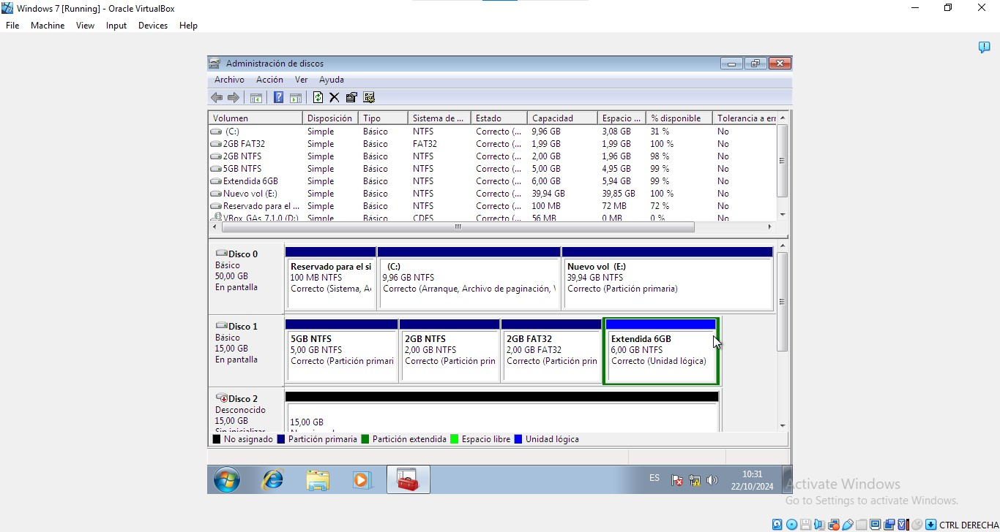 Windows 7 [Running] - Oracle VirtualBox
File Machine View Input Devices Help
Administración de discos
Archivo Acción Ver Ayuda
Volumen Disposición Tipo Sistema de ... Estado Capacidad Espacio ... % disponible Tolerancia a err
(C:) Simple Básico NTFS Correcto (... 9,96 GB 3,08 GB 31 % No
2GB FAT32 Simple Básico FAT32 Correcto (... 1,99 GB 1,99 GB 100 % No
2GB NTFS Simple Básico NTFS Correcto (... 2,00 GB 1,96 GB 98 % No
5GB NTFS Simple Básico NTFS Correcto (... 5,00 GB 4,95 GB 99 % No
Extendida 6GB Simple Básico NTFS Correcto (... 6,00 GB 5,94 GB 99 % No
Nuevo vol (E:) Simple Básico NTFS Correcto (... 39,94 GB 39,85 GB 100 % No
Reservado para el ... Simple Básico NTFS Correcto (... 100 MB 72 MB 72 % No
VBox_GAs_7.1.0 (D:) Simple Básico CDFS Correcto (... 56 MB 0 MB 0 % No
Disco 0
Básico
50,00 GB
En pantalla
Reservado para el si
100 MB NTFS
Correcto (Sistema, A
(C:)
9,96 GB NTFS
Correcto (Arranque, Archivo de paginación,
Nuevo vol (E:)
39,94 GB NTFS
Correcto (Partición primaria)
Disco 1
Básico
15,00 GB
En pantalla
5GB NTFS
5,00 GB NTFS
Correcto (Partición primari
2GB NTFS
2,00 GB NTFS
Correcto (Partición prin
2GB FAT32
2,00 GB FAT32
Correcto (Partición prin
Extendida 6GB
6,00 GB NTFS
Correcto (Unidad lógica)
Disco 2
Desconocido
15,00 GB
Sin inicializar
15,00 GB
No asignado Partición primaria Partición extendida Espacio libre Unidad lógica
ES
10:31
22/10/2024
Activate Windows
Go to Settings to activate Windows.
CTRL DERECHA